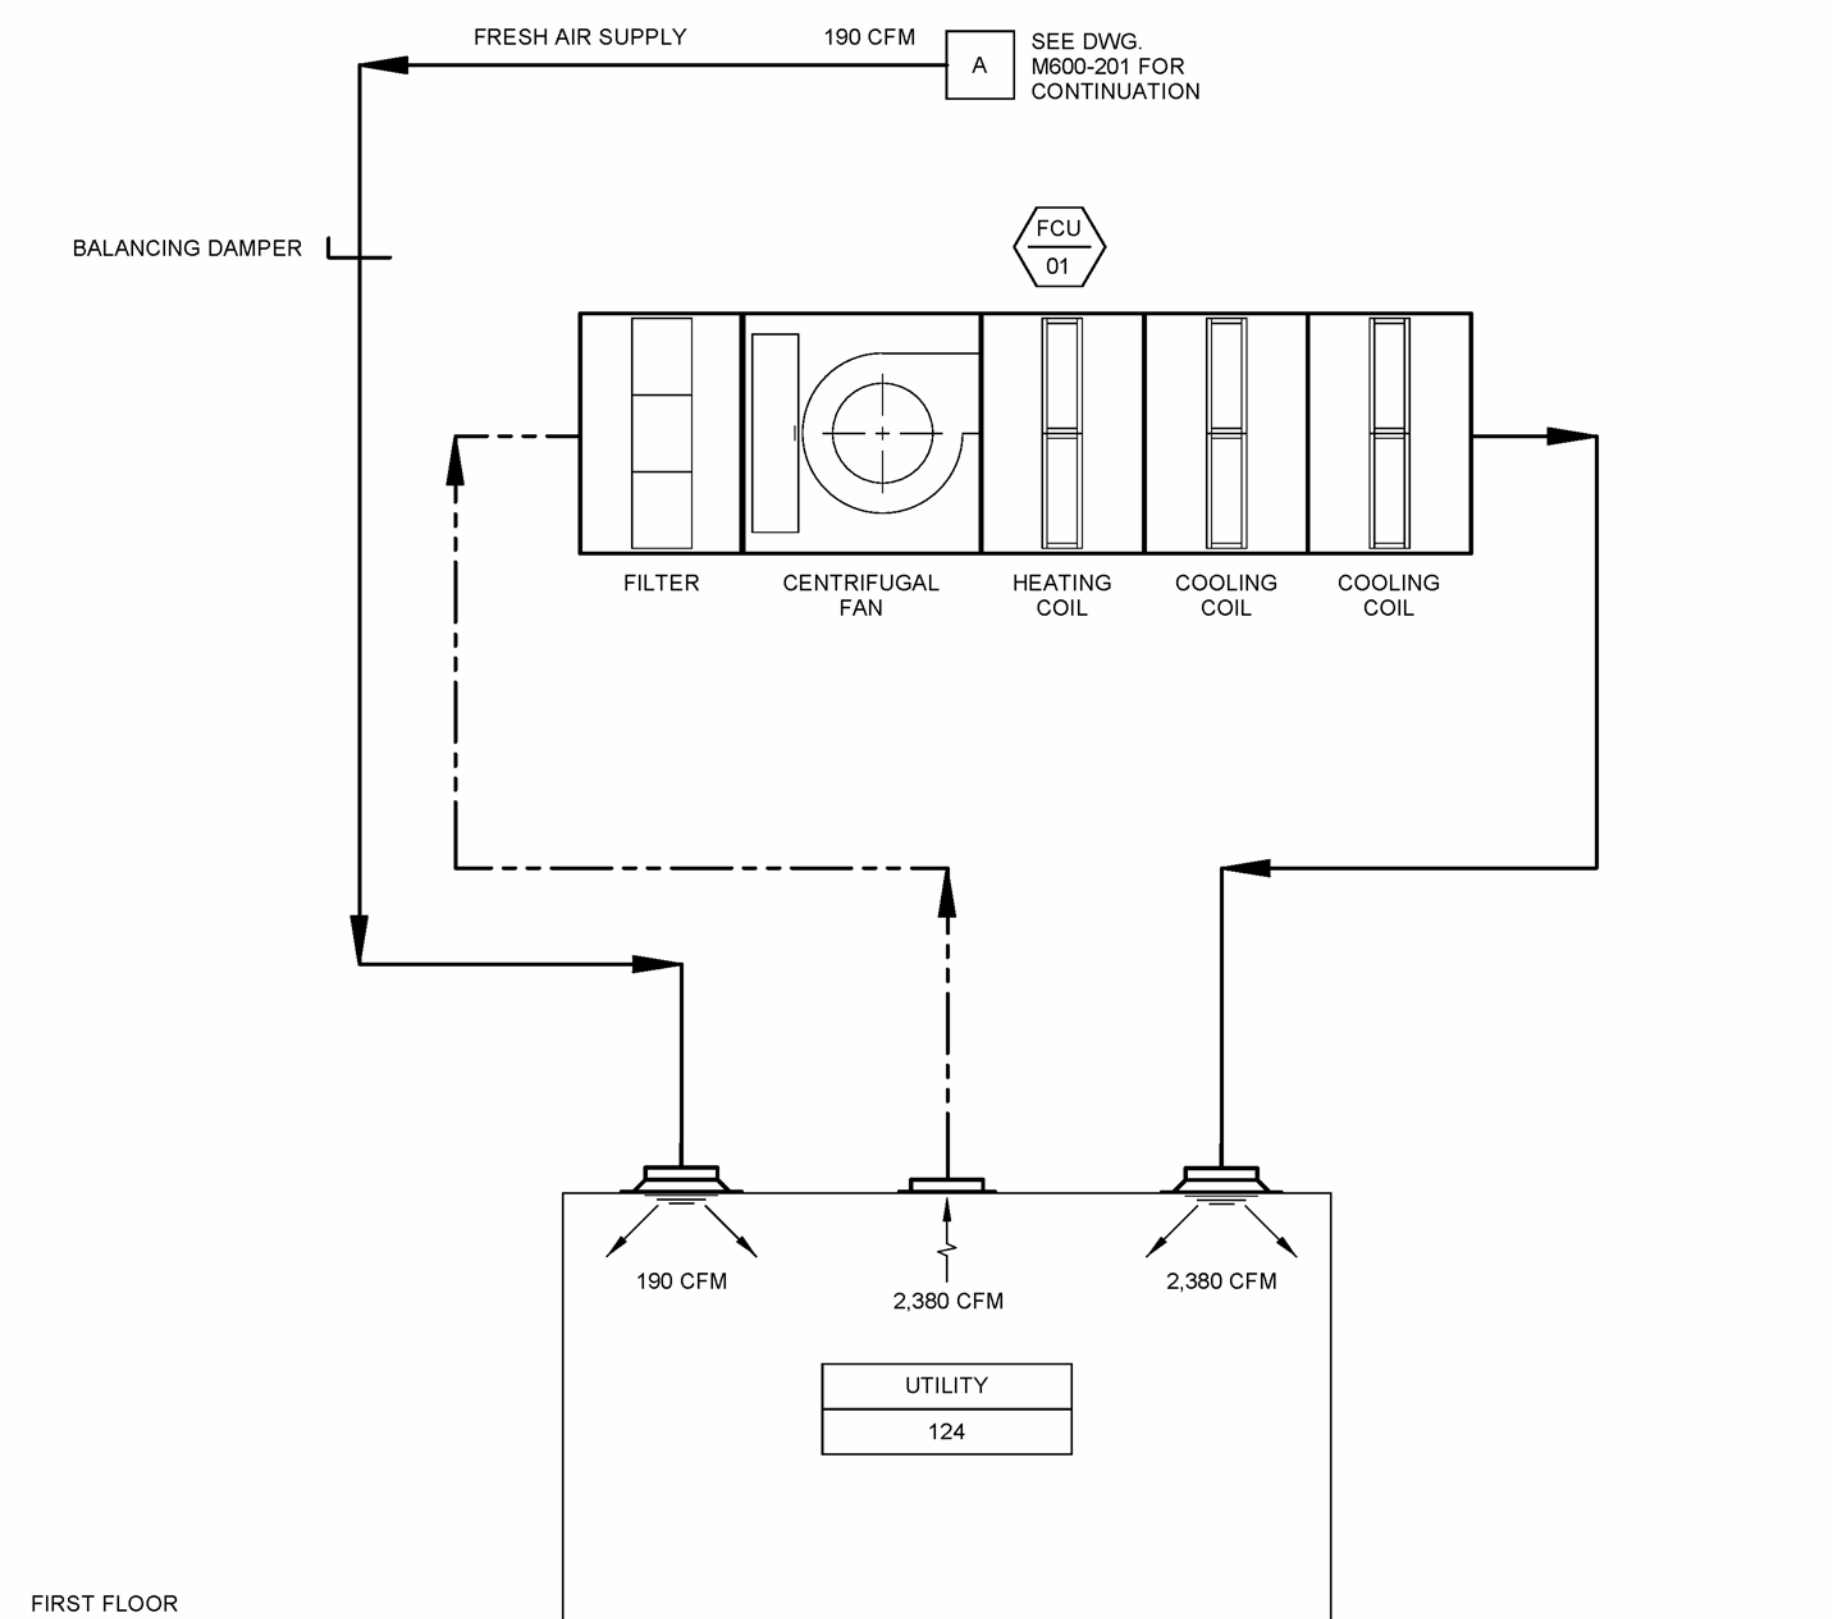 FRESH AIR SUPPLY
190 CFM
A
SEE DWG.
M600-201 FOR
CONTINUATION
BALANCING DAMPER
FCU
01
FILTER
CENTRIFUGAL
FAN
HEATING
COIL
COOLING
COIL
COOLING
COIL
190 CFM
2,380 CFM
2,380 CFM
UTILITY
124
FIRST FLOOR